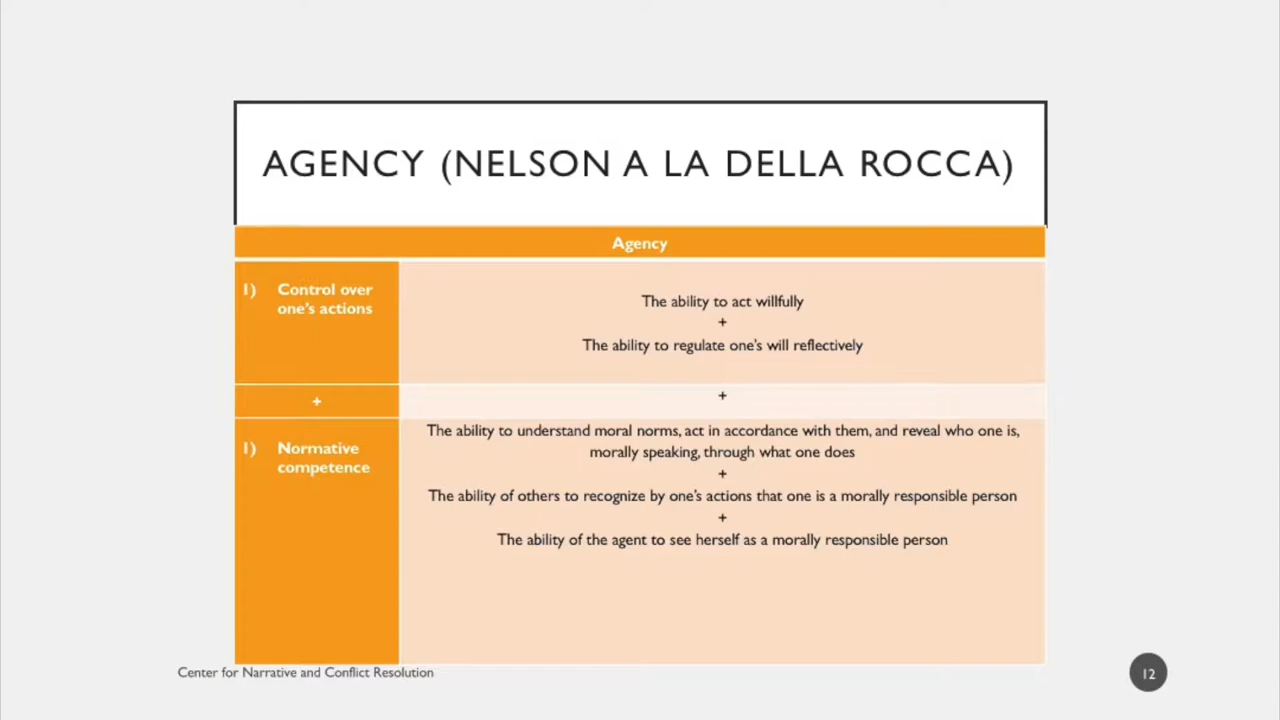 AGENCY (NELSON A LA DELLA ROCCA)
Agency
1) Control over
one's actions
The ability to act willfully
+
The ability to regulate one's will reflectively
+
+
1) Normative
competence
The ability to understand moral norms, act in accordance with them, and reveal who one is,
morally speaking, through what one does
+
The ability of others to recognize by one's actions that one is a morally responsible person
+
The ability of the agent to see herself as a morally responsible person
Center for Narrative and Conflict Resolution
12